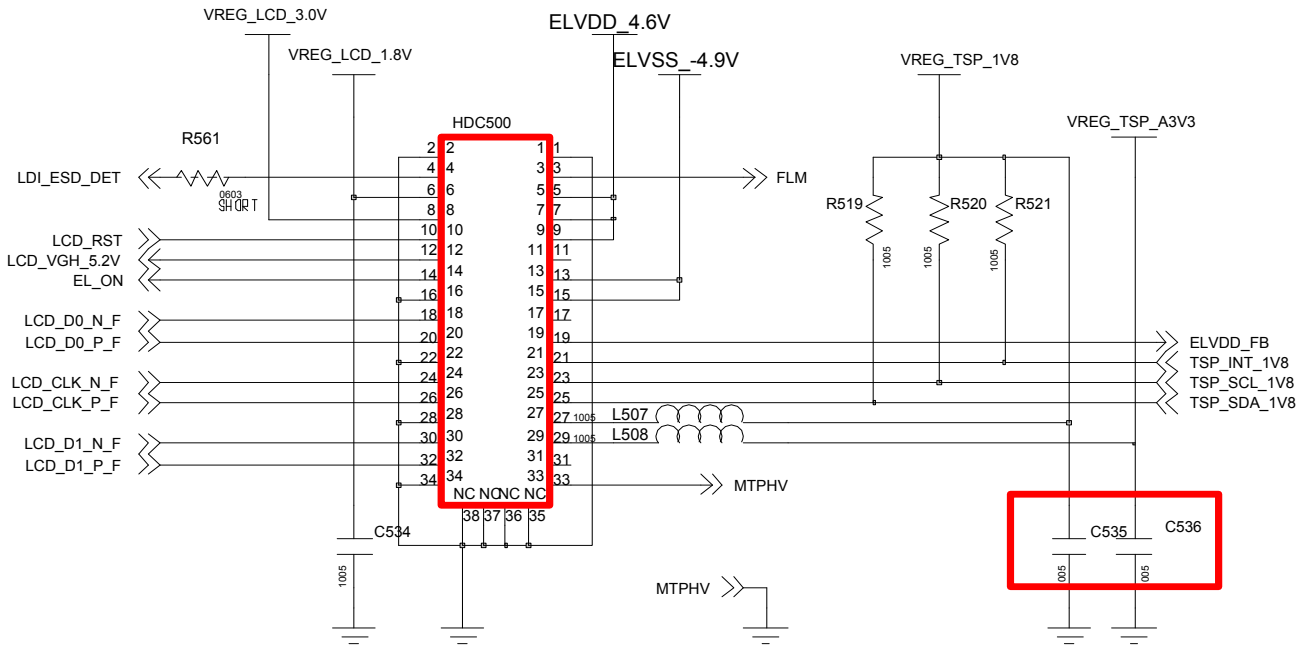 VREG_LCD_3.0V
ELVDD_4.6V
VREG_LCD_1.8V
ELVSS_-4.9V
VREG_TSP_1V8
VREG_TSP_A3V3
HDC500
R561
2 2 1 1
LDI_ESD_DET 4 4 3 3 FLM
0603
SHORT
6 6 5 5
R519 R520 R521
8 8 7 7
LCD_RST 10 10 9 9
LCD_VGH_5.2V 12 12 11 11
EL_ON 14 14 13 13
1005 1005 1005
16 16 15 15
LCD_D0_N_F 18 18 17 17
LCD_D0_P_F 20 20 19 19 ELVDD_FB
22 22 21 21 TSP_INT_1V8
LCD_CLK_N_F 24 24 23 23 TSP_SCL_1V8
LCD_CLK_P_F 26 26 25 25 TSP_SDA_1V8
28 28 27 27 1005 L507
LCD_D1_N_F 30 30 29 29 1005 L508
LCD_D1_P_F 32 32 31 31
34 34 33 33 MTPHV
NC NC NC NC
38 37 36 35
C534
1005
C535 C536
005 005
MTPHV